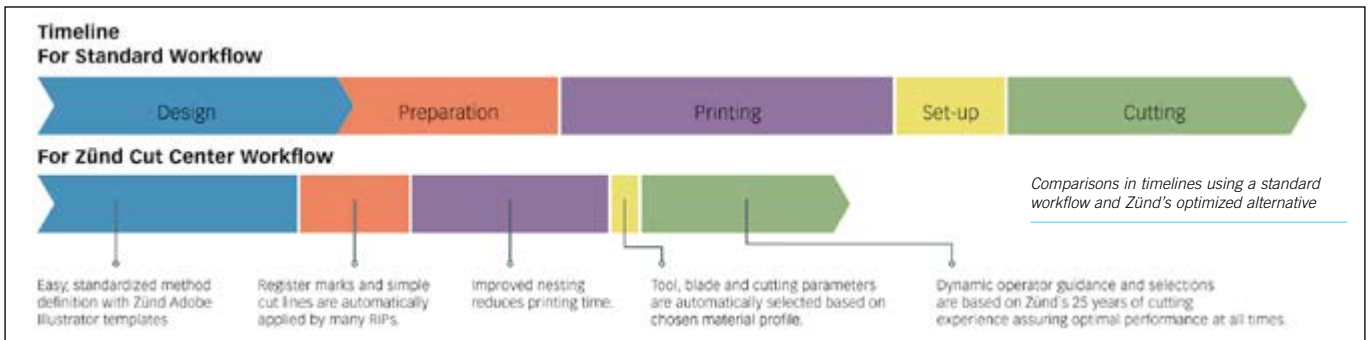 Timeline
For Standard Workflow
Design
Preparation
Printing
Set-up
Cutting
For Zünd Cut Center Workflow
Comparisons in timelines using a standard
workflow and Zünd's optimized alternative
Easy, standardized method
definition with Zünd Adobe
Illustrator templates
Register marks and simple
cut lines are automatically
applied by many RIPs.
Improved nesting
reduces printing time.
Tool, blade and cutting parameters
are automatically selected based on
chosen material profile.
Dynamic operator guidance and selections
are based on Zünd's 25 years of cutting
experience assuring optimal performance at all times.